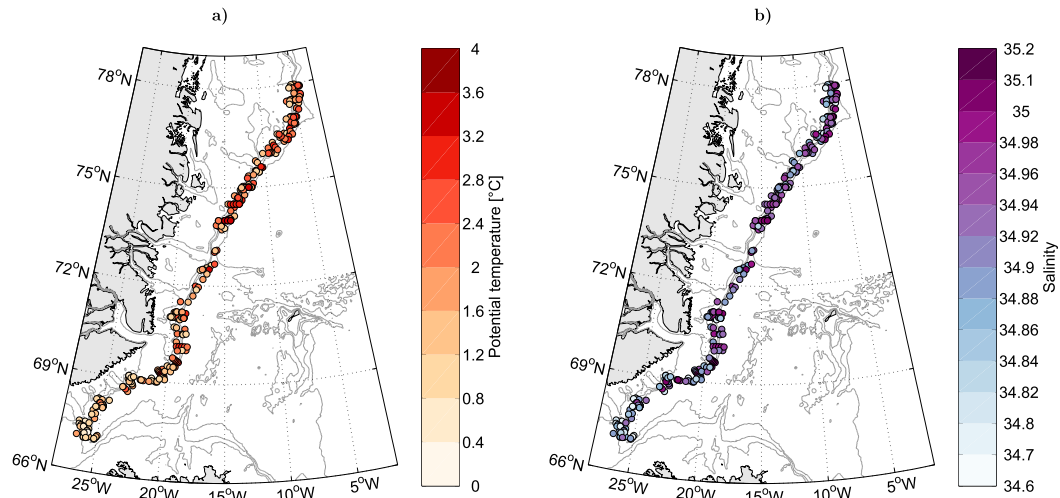 a)
78°N
75°N
72°N
69°N
66°N
25°W
20°W
15°W
10°W
5°W
4
3.6
3.2
2.8
2.4
2
1.6
1.2
0.8
0.4
0
Potential temperature [°C]
b)
78°N
75°N
72°N
69°N
66°N
25°W
20°W
15°W
10°W
5°W
35.2
35.1
35
34.98
34.96
34.94
34.92
34.9
34.88
34.86
34.84
34.82
34.8
34.7
34.6
Salinity